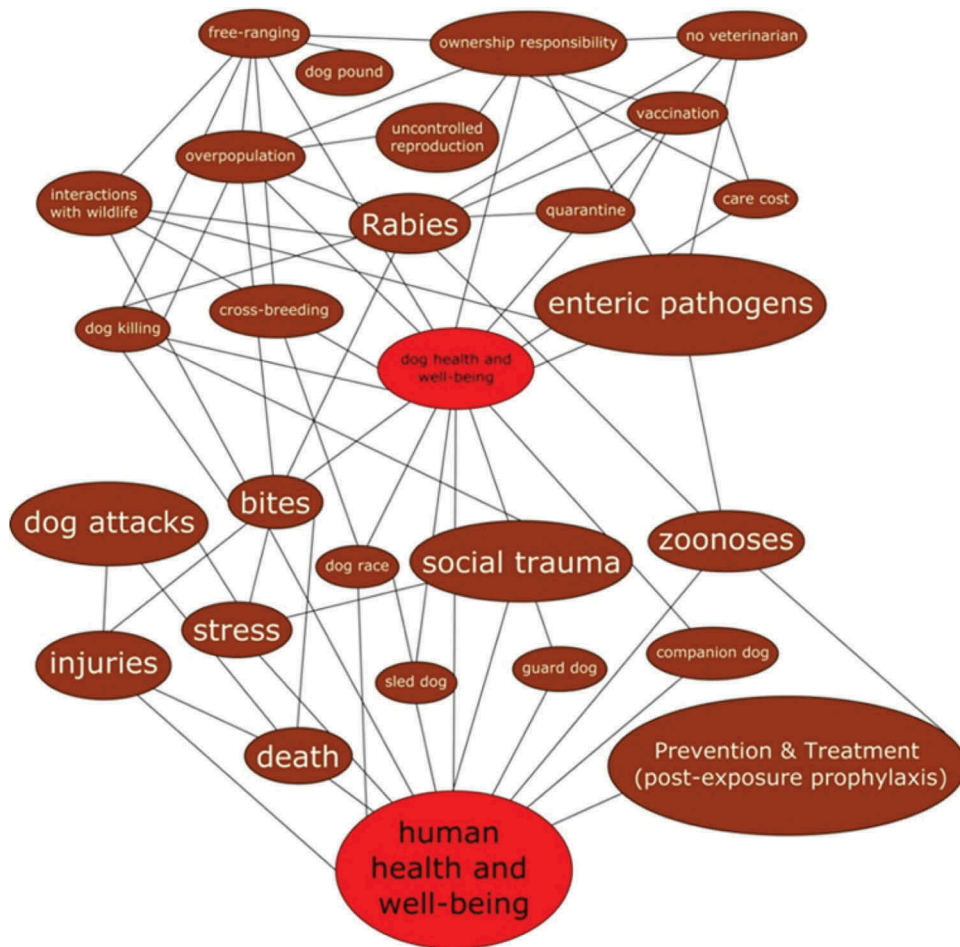 free-ranging
ownership responsibility
no veterinarian
dog pound
vaccination
uncontrolled
reproduction
overpopulation
interactions
with wildlife
Rabies
quarantine
care cost
enteric pathogens
cross-breeding
dog killing
dog health and
well-being
bites
dog attacks
zoonoses
social trauma
dog race
stress
injuries
companion dog
guard dog
sled dog
death
Prevention & Treatment
(post-exposure prophylaxis)
human
health and
well-being